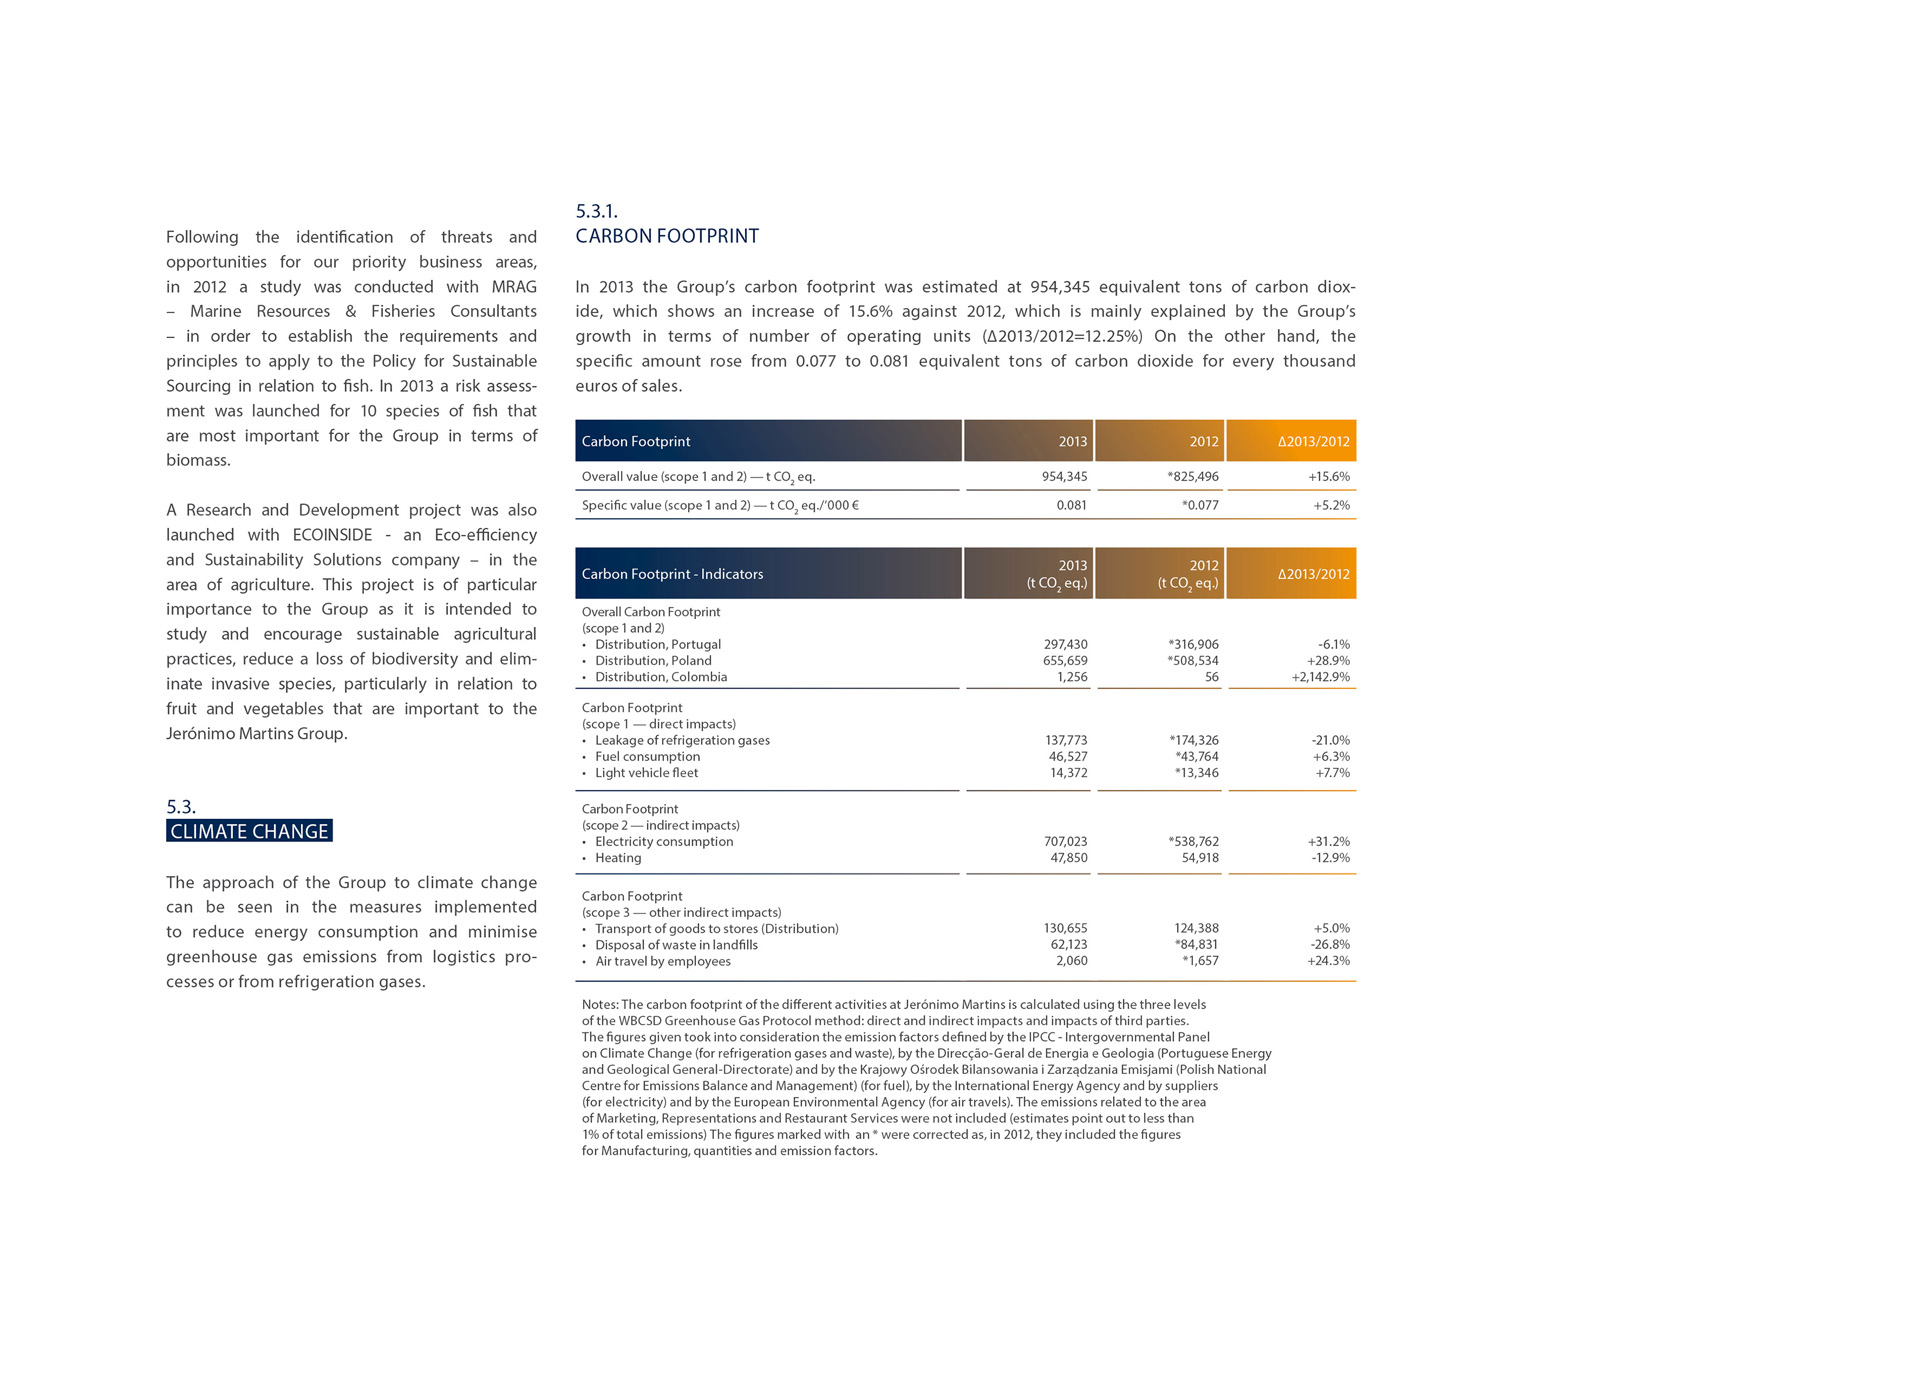 Following the identification of threats and
opportunities for our priority business areas,
in 2012 a study was conducted with MRAG
– Marine Resources & Fisheries Consultants
– in order to establish the requirements and
principles to apply to the Policy for Sustainable
Sourcing in relation to fish. In 2013 a risk assess-
ment was launched for 10 species of fish that
are most important for the Group in terms of
biomass.
A Research and Development project was also
launched with ECOINSIDE - an Eco-efficiency
and Sustainability Solutions company – in the
area of agriculture. This project is of particular
importance to the Group as it is intended to
study and encourage sustainable agricultural
practices, reduce a loss of biodiversity and elim-
inate invasive species, particularly in relation to
fruit and vegetables that are important to the
Jerónimo Martins Group.
5.3.
CLIMATE CHANGE
The approach of the Group to climate change
can be seen in the measures implemented
to reduce energy consumption and minimise
greenhouse gas emissions from logistics pro-
cesses or from refrigeration gases.
5.3.1.
CARBON FOOTPRINT
In 2013 the Group's carbon footprint was estimated at 954,345 equivalent tons of carbon diox-
ide, which shows an increase of 15.6% against 2012, which is mainly explained by the Group's
growth in terms of number of operating units (Δ2013/2012=12.25%) On the other hand, the
specific amount rose from 0.077 to 0.081 equivalent tons of carbon dioxide for every thousand
euros of sales.
Carbon Footprint 2013 2012 Δ2013/2012
Overall value (scope 1 and 2) — t CO2 eq. 954,345 *825,496 +15.6%
Specific value (scope 1 and 2) — t CO2 eq./'000 € 0.081 *0.077 +5.2%
Carbon Footprint - Indicators 2013 (t CO2 eq.) 2012 (t CO2 eq.) Δ2013/2012
Overall Carbon Footprint
(scope 1 and 2)
• Distribution, Portugal 297,430 *316,906 -6.1%
• Distribution, Poland 655,659 *508,534 +28.9%
• Distribution, Colombia 1,256 56 +2,142.9%
Carbon Footprint
(scope 1 — direct impacts)
• Leakage of refrigeration gases 137,773 *174,326 -21.0%
• Fuel consumption 46,527 *43,764 +6.3%
• Light vehicle fleet 14,372 *13,346 +7.7%
Carbon Footprint
(scope 2 — indirect impacts)
• Electricity consumption 707,023 *538,762 +31.2%
• Heating 47,850 54,918 -12.9%
Carbon Footprint
(scope 3 — other indirect impacts)
• Transport of goods to stores (Distribution) 130,655 124,388 +5.0%
• Disposal of waste in landfills 62,123 *84,831 -26.8%
• Air travel by employees 2,060 *1,657 +24.3%
Notes: The carbon footprint of the different activities at Jerónimo Martins is calculated using the three levels
of the WBCSD Greenhouse Gas Protocol method: direct and indirect impacts and impacts of third parties.
The figures given took into consideration the emission factors defined by the IPCC - Intergovernmental Panel
on Climate Change (for refrigeration gases and waste), by the Direcção-Geral de Energia e Geologia (Portuguese Energy
and Geological General-Directorate) and by the Krajowy Ośrodek Bilansowania i Zarządzania Emisjami (Polish National
Centre for Emissions Balance and Management) (for fuel), by the International Energy Agency and by suppliers
(for electricity) and by the European Environmental Agency (for air travels). The emissions related to the area
of Marketing, Representations and Restaurant Services were not included (estimates point out to less than
1% of total emissions) The figures marked with an * were corrected as, in 2012, they included the figures
for Manufacturing, quantities and emission factors.